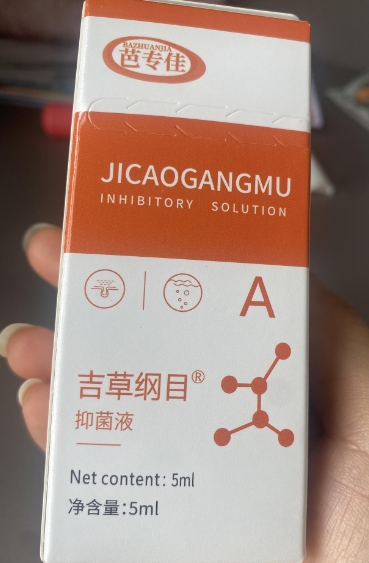 BAZHUANJIA
芭专佳
JICAOGANGMU
INHIBITORY SOLUTION
A
吉草纲目®
抑菌液
Net content: 5ml
净含量:5ml